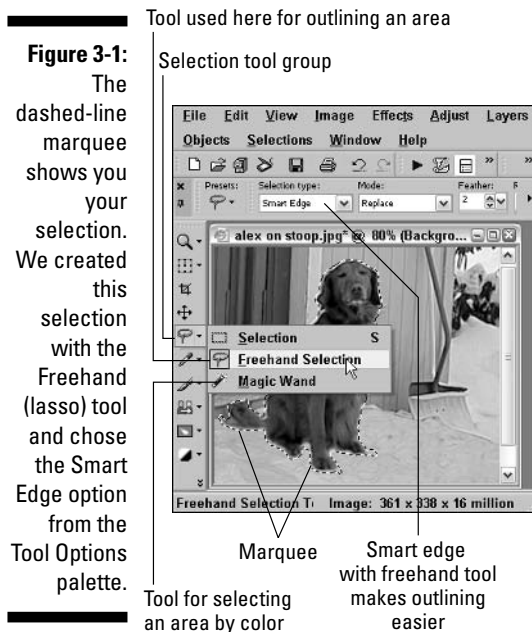 Tool used here for outlining an area
Selection tool group
Figure 3-1:
The
dashed-line
marquee
shows you
your
selection.
We created
this
selection
with the
Freehand
(lasso) tool
and chose
the Smart
Edge option
from the
Tool Options
palette.
File Edit View Image Effects Adjust Layers
Objects Selections Window Help
Presets: Selection type: Mode: Feather:
Smart Edge Replace 2
alex on stoop.jpg* @ 80% (Backgro...
Selection S
Freehand Selection
Magic Wand
Freehand Selection Image: 361 x 338 x 16 million
Marquee
Smart edge
with freehand tool
makes outlining
easier
Tool for selecting
an area by color